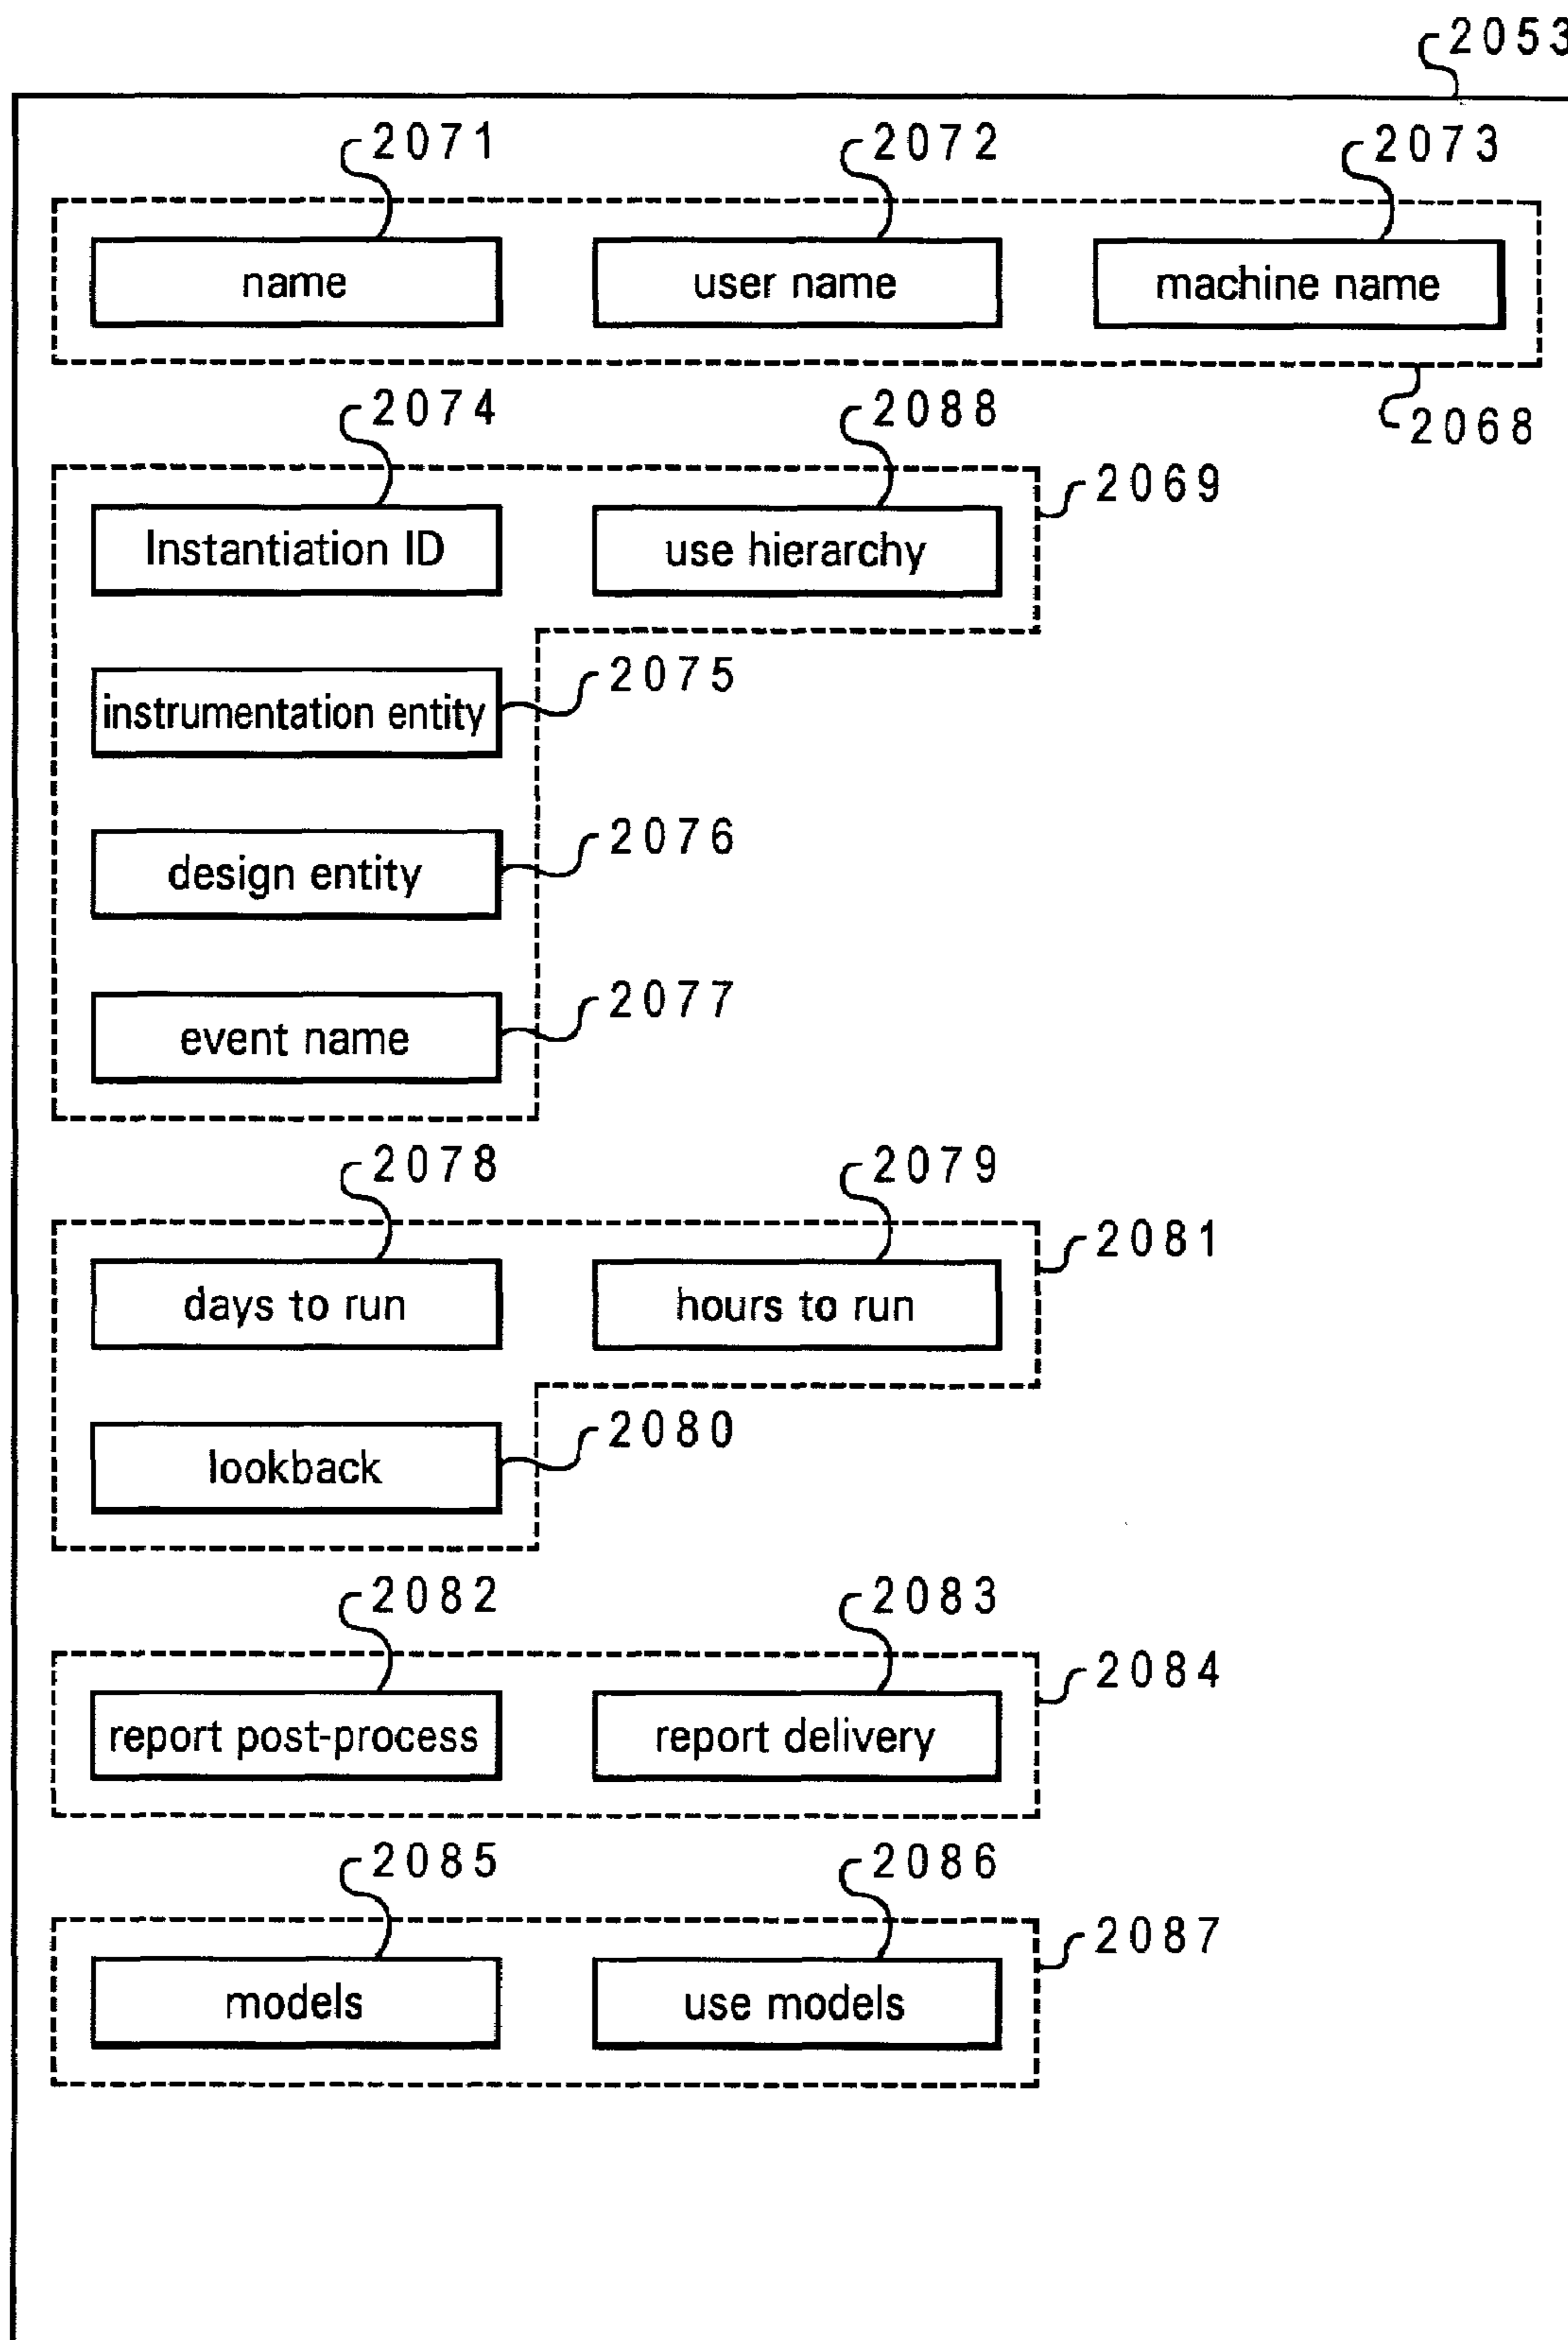 2053
2071 2072 2073
name user name machine name
2068
2074 2088
2069
Instantiation ID use hierarchy
2075
instrumentation entity
2076
design entity
2077
event name
2078 2079
2081
days to run hours to run
2080
lookback
2082 2083
2084
report post-process report delivery
2085 2086
2087
models use models